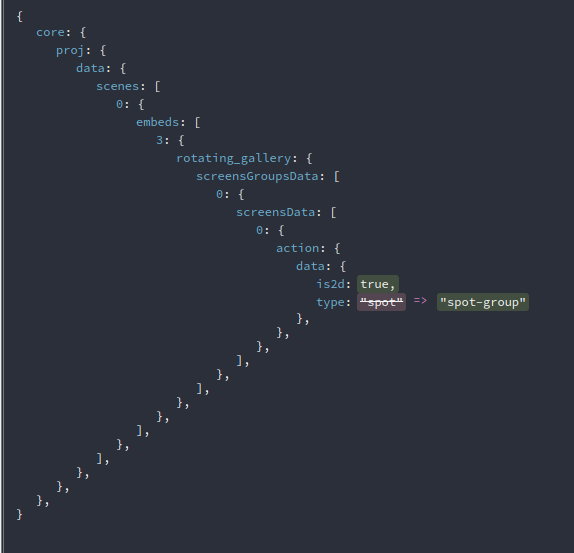 {
core: {
proj: {
data: {
scenes: [
0: {
embeds: [
3: {
rotating_gallery: {
screensGroupsData: [
0: {
screensData: [
0: {
action: {
data: {
is2d: true,
type: "spot" => "spot-group"
},
},
},
],
},
],
},
},
],
},
],
},
},
},
}